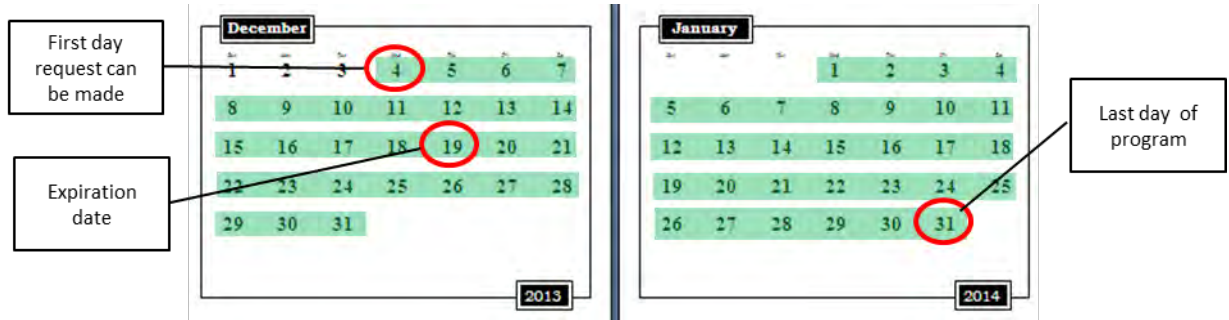 First day
request can
be made
Expiration
date
December
1 2 3 4 5 6 7
8 9 10 11 12 13 14
15 16 17 18 19 20 21
22 23 24 25 26 27 28
29 30 31
2013
January
1 2 3 4
5 6 7 8 9 10 11
12 13 14 15 16 17 18
19 20 21 22 23 24 25
26 27 28 29 30 31
2014
Last day of
program